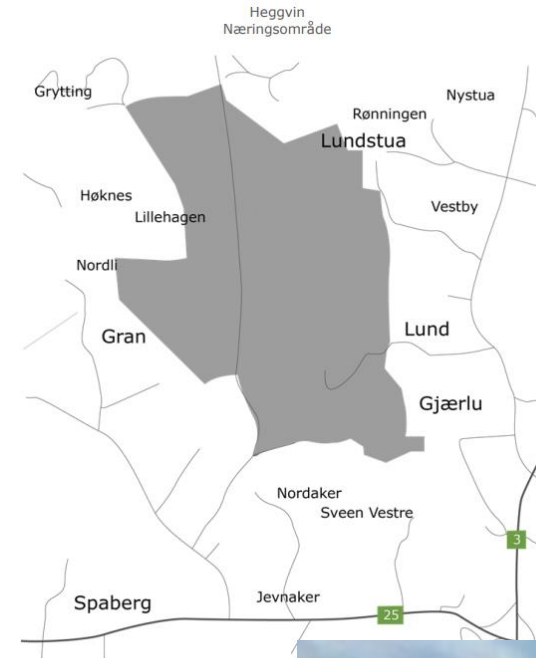 Heggvin
Næringsområde
Grytting
Nystua
Rønningen
Lundstua
Høknes
Vestby
Lillehagen
Nordli
Gran
Lund
Gjærlu
Nordaker
Sveen Vestre
3
Spaberg
Jevnaker
25